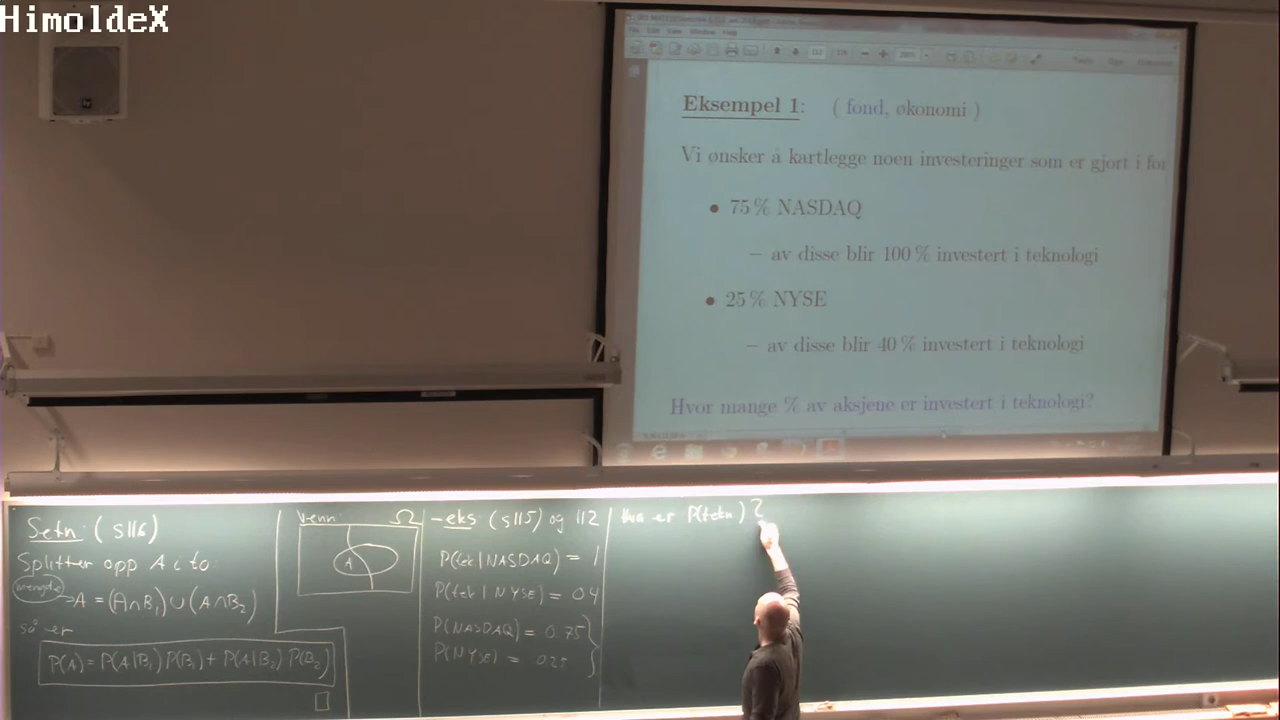 HimoldeX
Eksempel 1: ( fond, økonomi )
Vi ønsker å kartlegge noen investeringer som er gjort i for
• 75 % NASDAQ
– av disse blir 100 % investert i teknologi
• 25 % NYSE
– av disse blir 40 % investert i teknologi
Hvor mange % av aksjene er investert i teknologi?
Setn: (s116)
Splitter opp A i to:
A = (A∩B₁) ∪ (A∩B₂)
så er
P(A) = P(A|B₁) P(B₁) + P(A|B₂) P(B₂)
Venn: Ω
A
- eks: (s115) og 112
P(tek | NASDAQ) = 1
P(tek | NYSE) = 0.4
P(NASDAQ) = 0.75
P(NYSE) = 0.25
Hva er P(tekn) ?